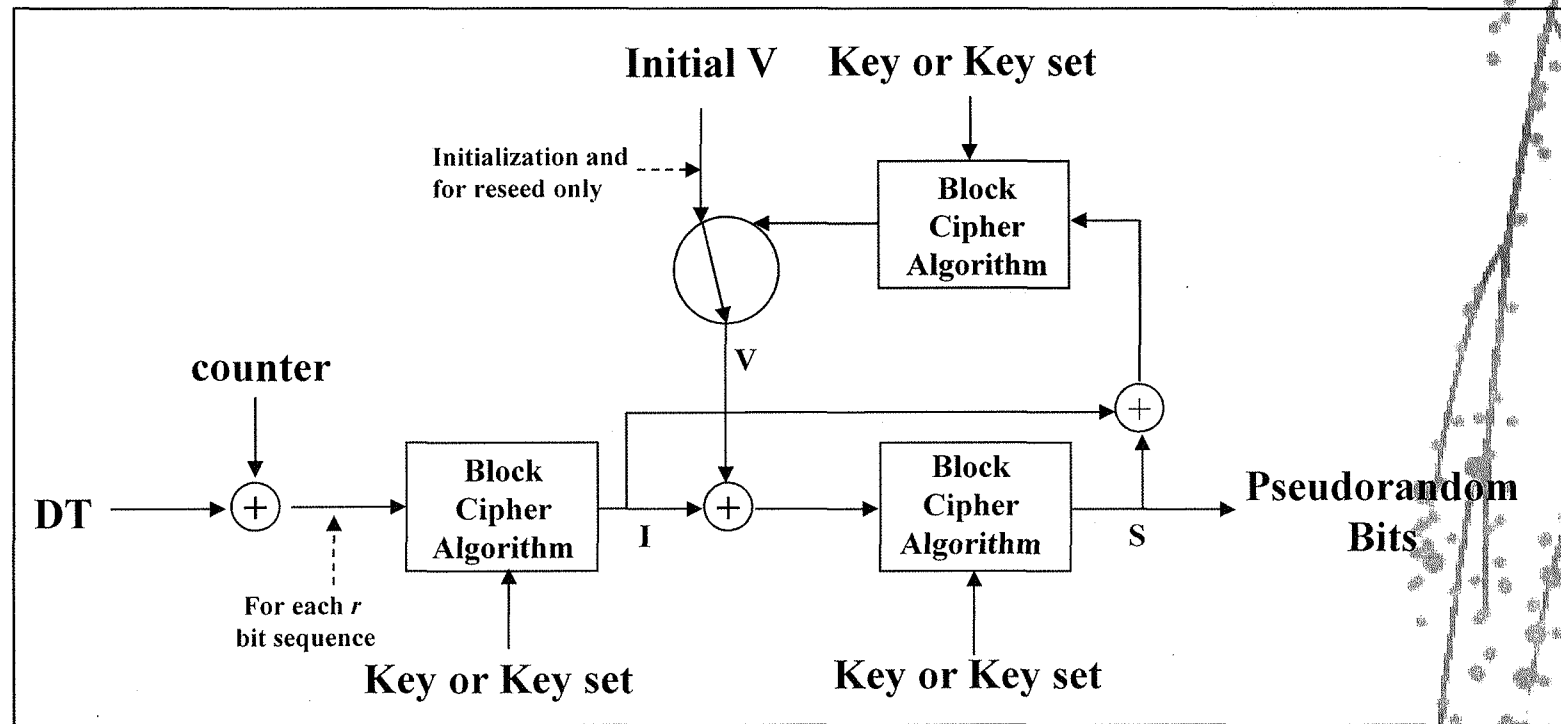 Initial V
Key or Key set
Initialization and
for reseed only
Block
Cipher
Algorithm
V
counter
+
DT
+
Block
Cipher
Algorithm
I
+
Block
Cipher
Algorithm
S
Pseudorandom
Bits
For each r
bit sequence
Key or Key set
Key or Key set